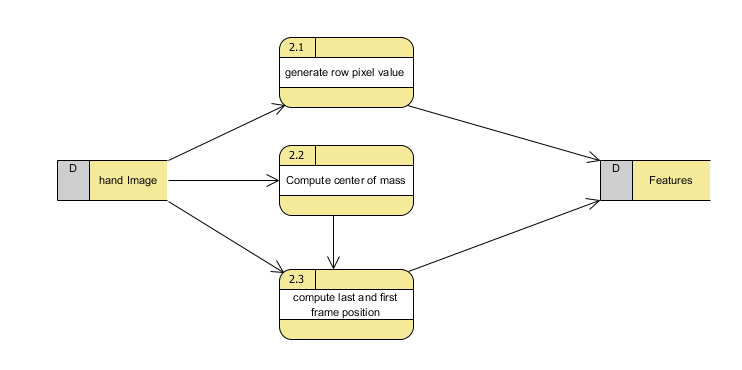 2.1
generate row pixel value
D
hand Image
2.2
Compute center of mass
D
Features
2.3
compute last and first
frame position